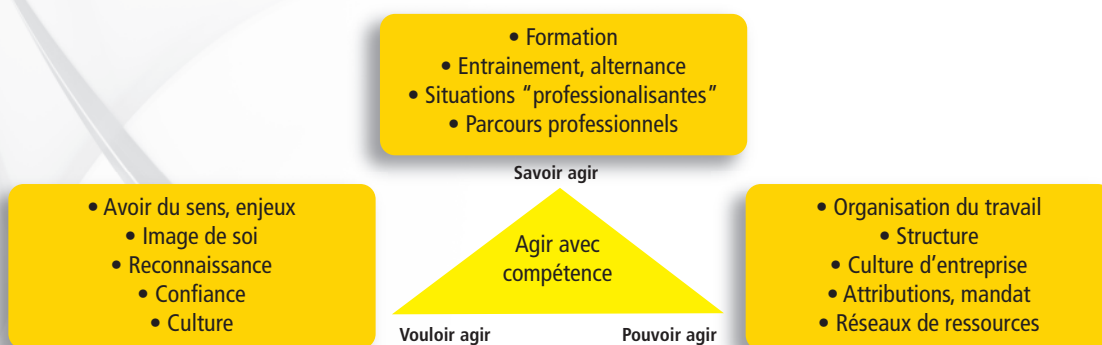 • Formation
• Entrainement, alternance
• Situations “professionalisantes”
• Parcours professionnels
Savoir agir
• Avoir du sens, enjeux
• Image de soi
• Reconnaissance
• Confiance
• Culture
Agir avec
compétence
• Organisation du travail
• Structure
• Culture d’entreprise
• Attributions, mandat
• Réseaux de ressources
Vouloir agir
Pouvoir agir